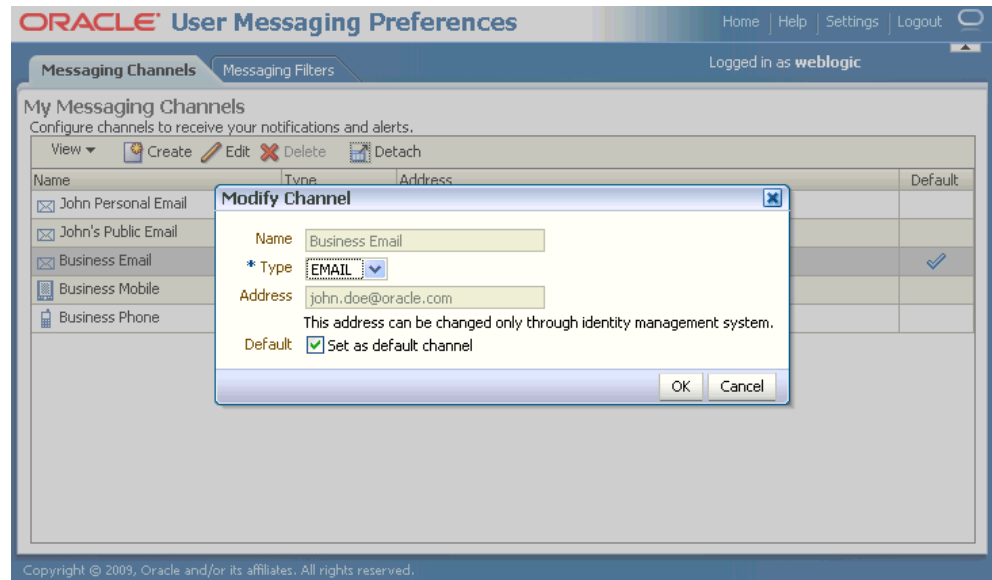 ORACLE User Messaging Preferences
Home Help Settings Logout
Messaging Channels Messaging Filters
Logged in as weblogic
My Messaging Channels
Configure channels to receive your notifications and alerts.
View Create Edit Delete Detach
Name Type Address Default
John Personal Email
John's Public Email
Business Email
Business Mobile
Business Phone
Modify Channel
Name Business Email
* Type EMAIL
Address john.doe@oracle.com
This address can be changed only through identity management system.
Default Set as default channel
OK Cancel
Copyright © 2009, Oracle and/or its affiliates. All rights reserved.